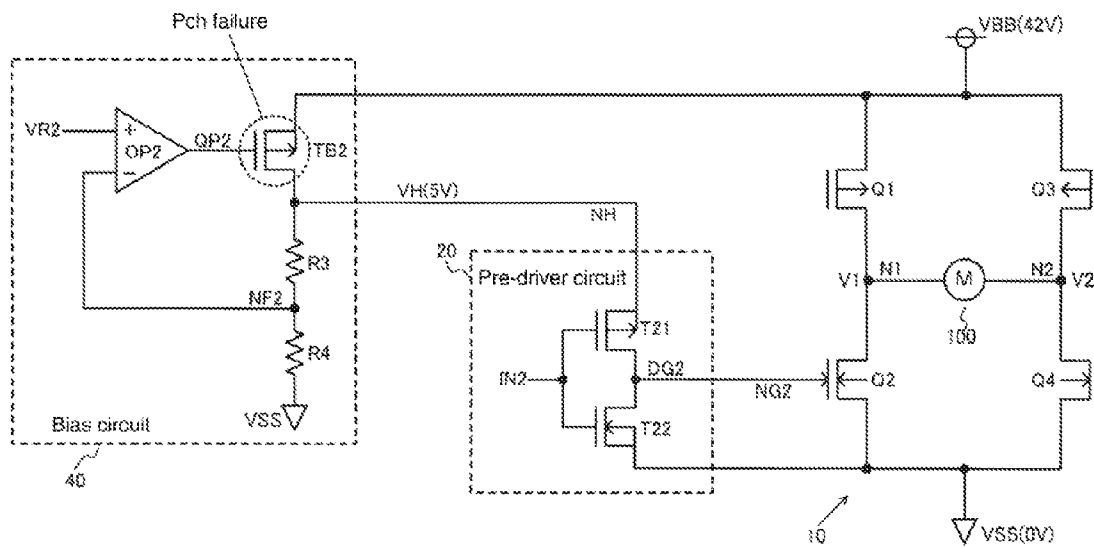 Pch failure
VBB(42V)
VR2
+
OP2
-
QP2
TB2
VH(5V)
NH
Q1
Q3
R3
20
Pre-driver circuit
V1
N1
M
N2
V2
100
NF2
T21
R4
IN2
DG2
NG2
Q2
Q4
VSS
T22
Bias circuit
40
10
VSS(0V)